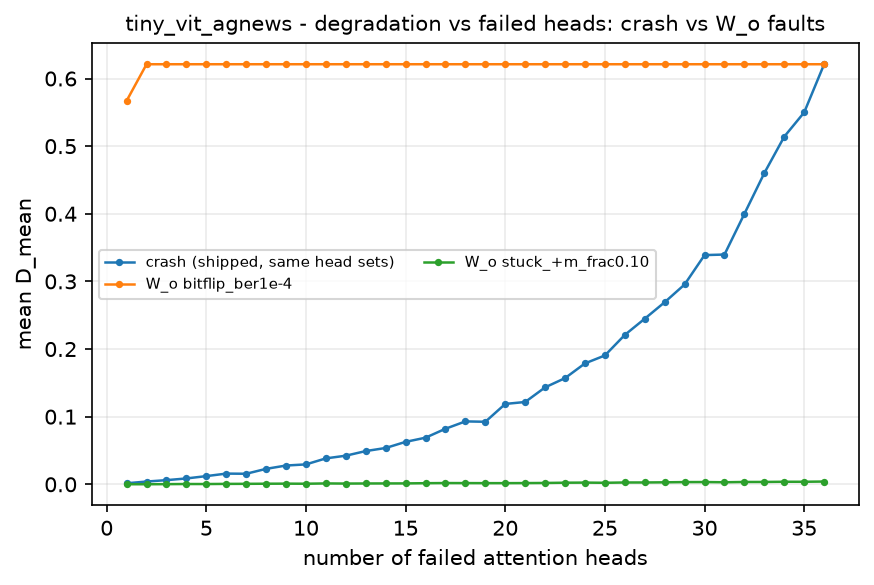 tiny_vit_agnews - degradation vs failed heads: crash vs W_o faults
mean D_mean
0.6
0.5
0.4
0.3
0.2
0.1
0.0
crash (shipped, same head sets)
W_o bitflip_ber1e-4
W_o stuck_+m_frac0.10
0 5 10 15 20 25 30 35
number of failed attention heads